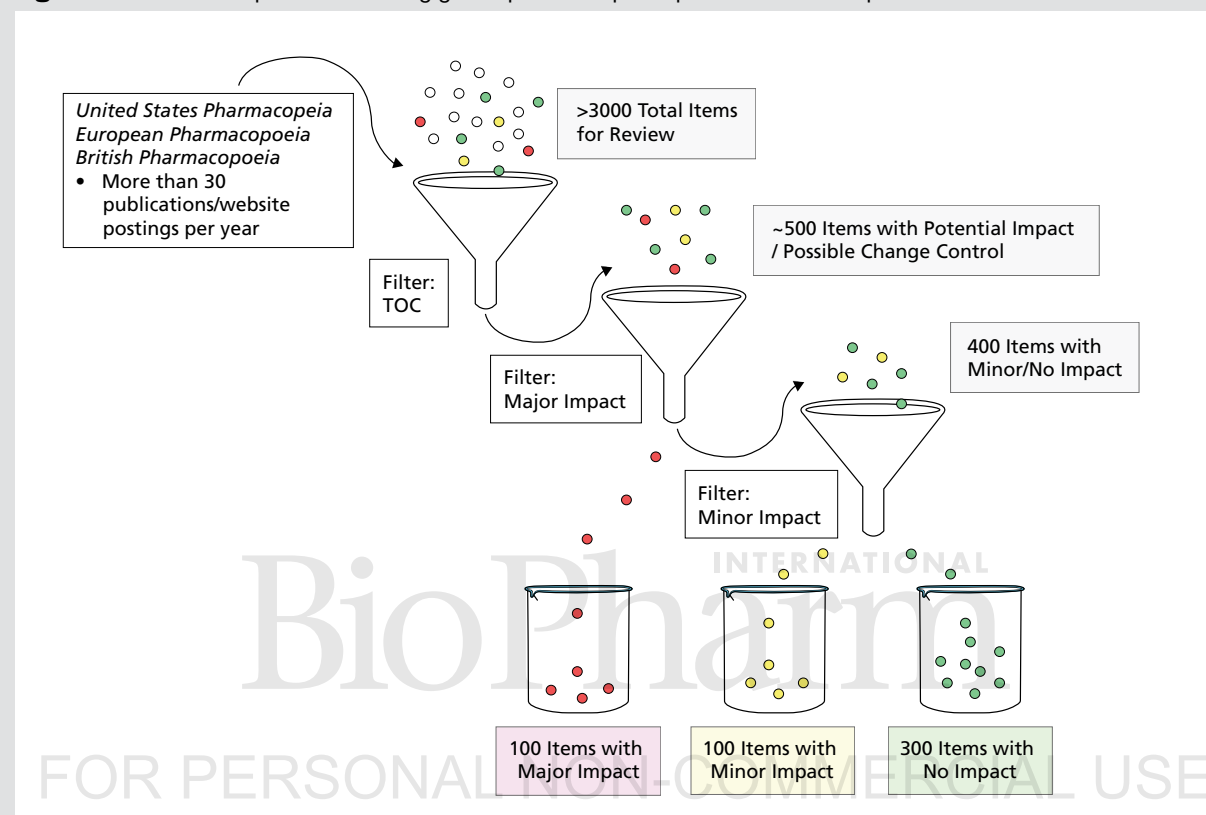 United States Pharmacopeia
European Pharmacopoeia
British Pharmacopoeia
• More than 30
publications/website
postings per year
>3000 Total Items
for Review
Filter:
TOC
~500 Items with Potential Impact
/ Possible Change Control
Filter:
Major Impact
400 Items with
Minor/No Impact
Filter:
Minor Impact
BioPharm
INTERNATIONAL
100 Items with
Major Impact
100 Items with
Minor Impact
300 Items with
No Impact
FOR PERSONAL NON-COMMERCIAL USE